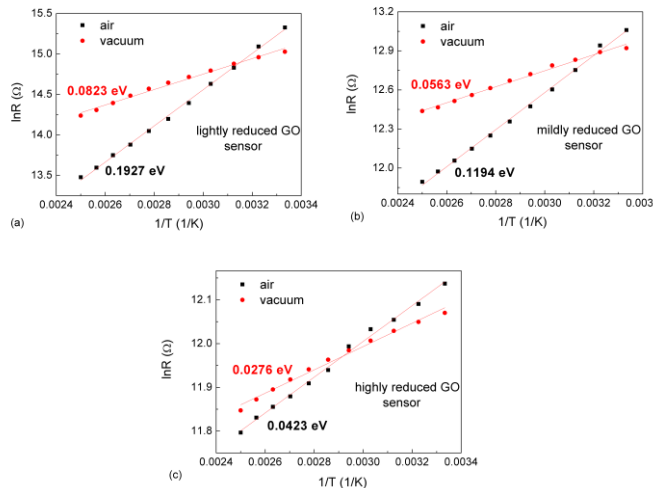 air
vacuum
0.0823 eV
0.1927 eV
lightly reduced GO
sensor
lnR (Ω)
15.5
15.0
14.5
14.0
13.5
0.0024 0.0026 0.0028 0.0030 0.0032 0.0034
1/T (1/K)
(a)
air
vacuum
0.0563 eV
0.1194 eV
mildly reduced GO
sensor
lnR (Ω)
13.2
12.9
12.6
12.3
12.0
0.0024 0.0026 0.0028 0.0030 0.0032 0.0034
1/T (1/K)
(b)
air
vacuum
0.0276 eV
0.0423 eV
highly reduced GO
sensor
lnR (Ω)
12.1
12.0
11.9
11.8
0.0024 0.0026 0.0028 0.0030 0.0032 0.0034
1/T (1/K)
(c)